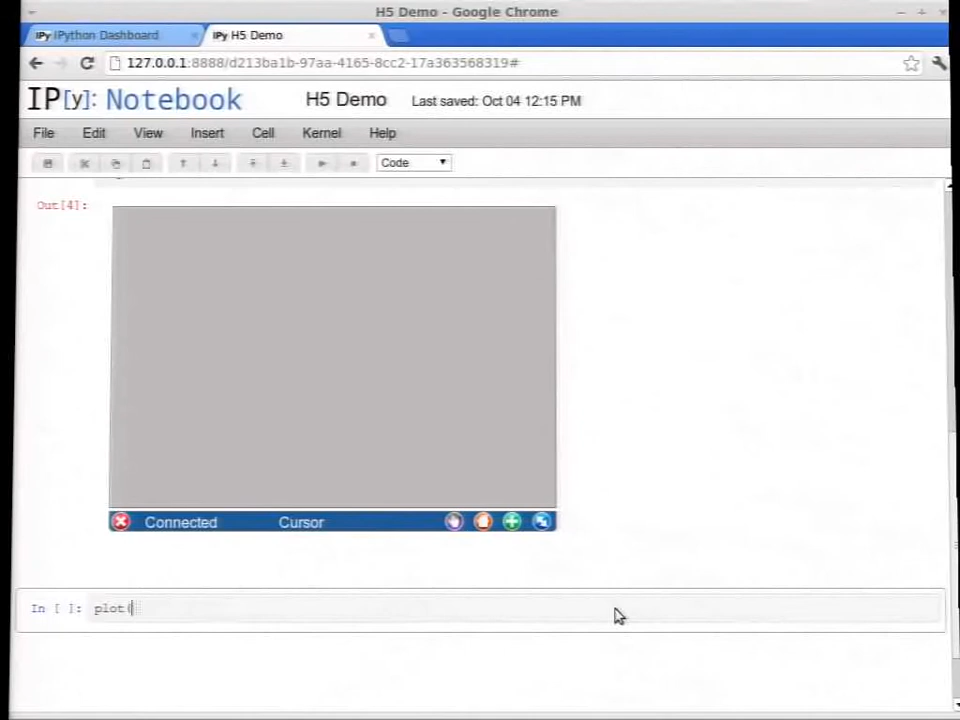 H5 Demo - Google Chrome
IPy IPython Dashboard
IPy H5 Demo
127.0.0.1:8888/d213ba1b-97aa-4165-8cc2-17a363568319#
IP[y]: Notebook H5 Demo Last saved: Oct 04 12:15 PM
File Edit View Insert Cell Kernel Help
Code
Out[4]:
Connected Cursor
In [ ]: plot(